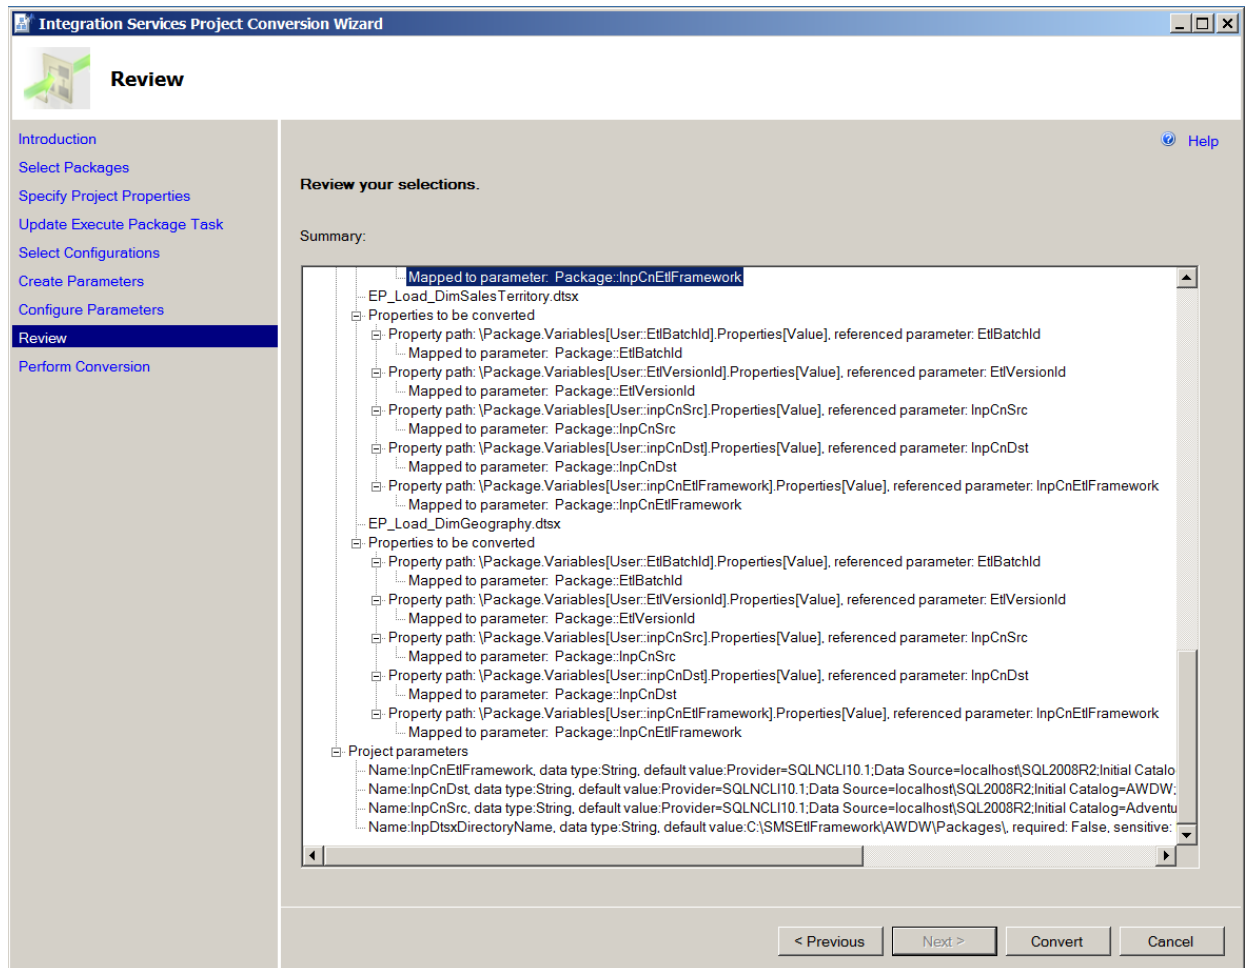 Integration Services Project Conversion Wizard
Review
Introduction
Select Packages
Specify Project Properties
Update Execute Package Task
Select Configurations
Create Parameters
Configure Parameters
Review
Perform Conversion
Help
Review your selections.
Summary:
Mapped to parameter: Package::InpCnEtlFramework
EP_Load_DimSalesTerritory.dtsx
Properties to be converted
Property path: \Package.Variables[User::EtlBatchId].Properties[Value], referenced parameter: EtlBatchId
Mapped to parameter: Package::EtlBatchId
Property path: \Package.Variables[User::EtlVersionId].Properties[Value], referenced parameter: EtlVersionId
Mapped to parameter: Package::EtlVersionId
Property path: \Package.Variables[User::inpCnSrc].Properties[Value], referenced parameter: InpCnSrc
Mapped to parameter: Package::InpCnSrc
Property path: \Package.Variables[User::inpCnDst].Properties[Value], referenced parameter: InpCnDst
Mapped to parameter: Package::InpCnDst
Property path: \Package.Variables[User::inpCnEtlFramework].Properties[Value], referenced parameter: InpCnEtlFramework
Mapped to parameter: Package::InpCnEtlFramework
EP_Load_DimGeography.dtsx
Properties to be converted
Property path: \Package.Variables[User::EtlBatchId].Properties[Value], referenced parameter: EtlBatchId
Mapped to parameter: Package::EtlBatchId
Property path: \Package.Variables[User::EtlVersionId].Properties[Value], referenced parameter: EtlVersionId
Mapped to parameter: Package::EtlVersionId
Property path: \Package.Variables[User::inpCnSrc].Properties[Value], referenced parameter: InpCnSrc
Mapped to parameter: Package::InpCnSrc
Property path: \Package.Variables[User::inpCnDst].Properties[Value], referenced parameter: InpCnDst
Mapped to parameter: Package::InpCnDst
Property path: \Package.Variables[User::inpCnEtlFramework].Properties[Value], referenced parameter: InpCnEtlFramework
Mapped to parameter: Package::InpCnEtlFramework
Project parameters
Name:InpCnEtlFramework, data type:String, default value:Provider=SQLNCLI10.1;Data Source=localhost\SQL2008R2;Initial Catalo
Name:InpCnDst, data type:String, default value:Provider=SQLNCLI10.1;Data Source=localhost\SQL2008R2;Initial Catalog=AWDW;
Name:InpCnSrc, data type:String, default value:Provider=SQLNCLI10.1;Data Source=localhost\SQL2008R2;Initial Catalog=Adventu
Name:InpDtsxDirectoryName, data type:String, default value:C:\SMSEtlFramework\AWDW\Packages\, required: False, sensitive:
< Previous
Next >
Convert
Cancel